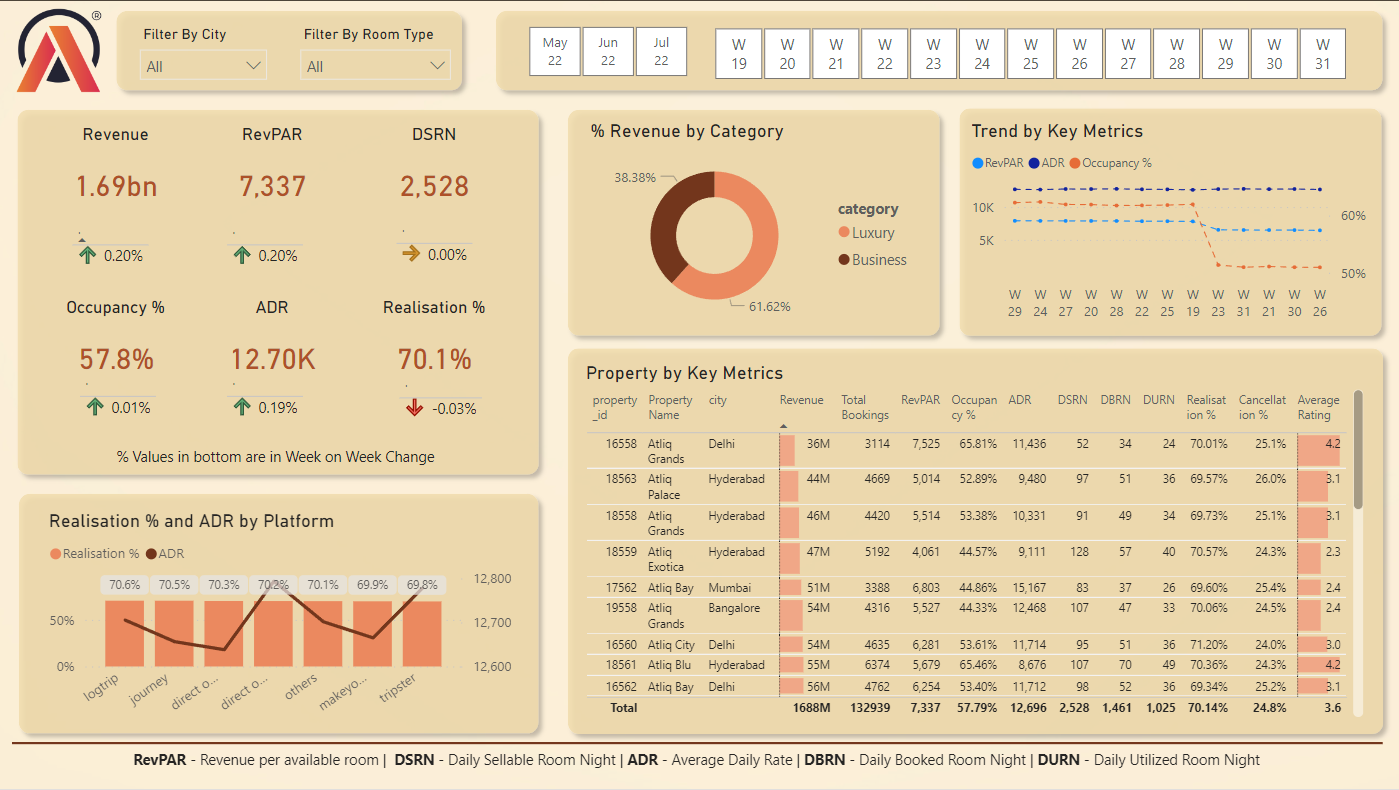 ®
Filter By City
Filter By Room Type
All
All
May 22
Jun 22
Jul 22
W 19
W 20
W 21
W 22
W 23
W 24
W 25
W 26
W 27
W 28
W 29
W 30
W 31
Revenue RevPAR DSRN
1.69bn 7,337 2,528
0.20% 0.20% 0.00%
Occupancy % ADR Realisation %
57.8% 12.70K 70.1%
0.01% 0.19% -0.03%
% Values in bottom are in Week on Week Change
% Revenue by Category
38.38%
61.62%
category
Luxury
Business
Trend by Key Metrics
RevPAR ADR Occupancy %
10K
5K
60%
50%
W W W W W W W W W W W W W
29 24 27 20 28 22 25 19 23 31 21 30 26
Realisation % and ADR by Platform
Realisation % ADR
70.6% 70.5% 70.3% 70.2% 70.1% 69.9% 69.8%
50%
0%
12,800
12,700
12,600
logtrip journey direct o... direct o... others makeyo... tripster
Property by Key Metrics
property Property city Revenue Total RevPAR Occupan ADR DSRN DBRN DURN Realisat Cancellat Average
_id Name Bookings cy % ion % ion % Rating
16558 Atliq Delhi 36M 3114 7,525 65.81% 11,436 52 34 24 70.01% 25.1% 4.2
Grands
18563 Atliq Hyderabad 44M 4669 5,014 52.89% 9,480 97 51 36 69.57% 26.0% 3.1
Palace
18558 Atliq Hyderabad 46M 4420 5,514 53.38% 10,331 91 49 34 69.73% 25.1% 3.1
Grands
18559 Atliq Hyderabad 47M 5192 4,061 44.57% 9,111 128 57 40 70.57% 24.3% 2.3
Exotica
17562 Atliq Bay Mumbai 51M 3388 6,803 44.86% 15,167 83 37 26 69.60% 25.4% 2.4
19558 Atliq Bangalore 54M 4316 5,527 44.33% 12,468 107 47 33 70.06% 24.5% 2.4
Grands
16560 Atliq City Delhi 54M 4635 6,281 53.61% 11,714 95 51 36 71.20% 24.0% 3.0
18561 Atliq Blu Hyderabad 55M 6374 5,679 65.46% 8,676 107 70 49 70.36% 24.3% 4.2
16562 Atliq Bay Delhi 56M 4762 6,254 53.40% 11,712 98 52 36 69.34% 25.2% 3.1
Total 1688M 132939 7,337 57.79% 12,696 2,528 1,461 1,025 70.14% 24.8% 3.6
RevPAR - Revenue per available room | DSRN - Daily Sellable Room Night | ADR - Average Daily Rate | DBRN - Daily Booked Room Night | DURN - Daily Utilized Room Night